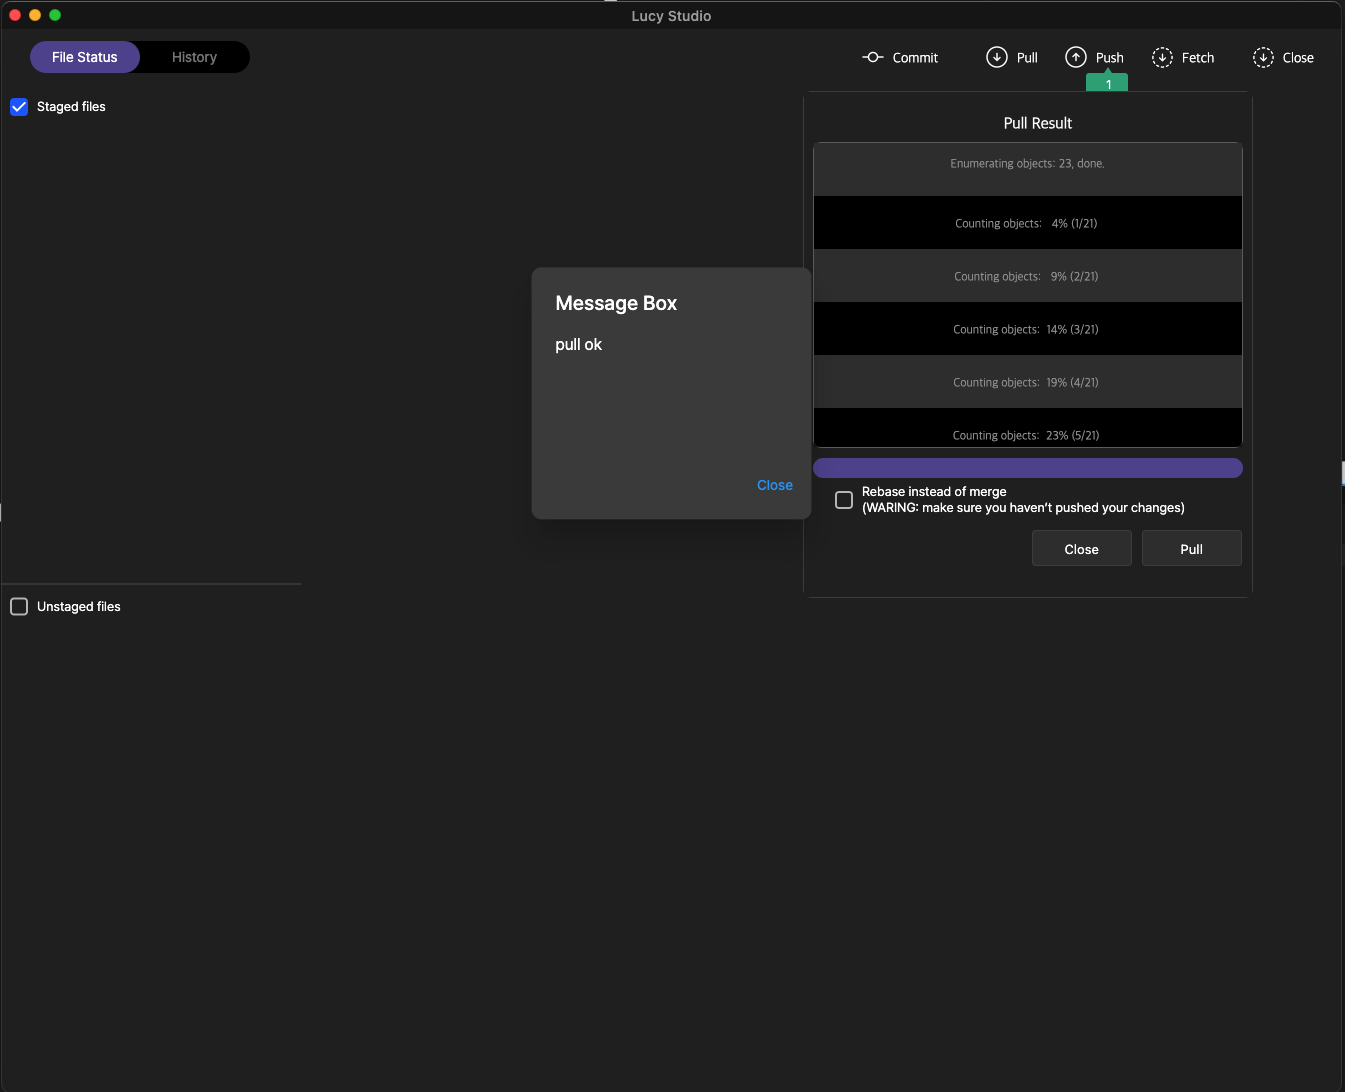 Lucy Studio
File Status
History
Commit
Pull
Push
Fetch
Close
1
Staged files
Pull Result
Enumerating objects: 23, done.
Counting objects: 4% (1/21)
Counting objects: 9% (2/21)
Counting objects: 14% (3/21)
Counting objects: 19% (4/21)
Counting objects: 23% (5/21)
Message Box
pull ok
Close
Rebase instead of merge
(WARING: make sure you haven't pushed your changes)
Close
Pull
Unstaged files